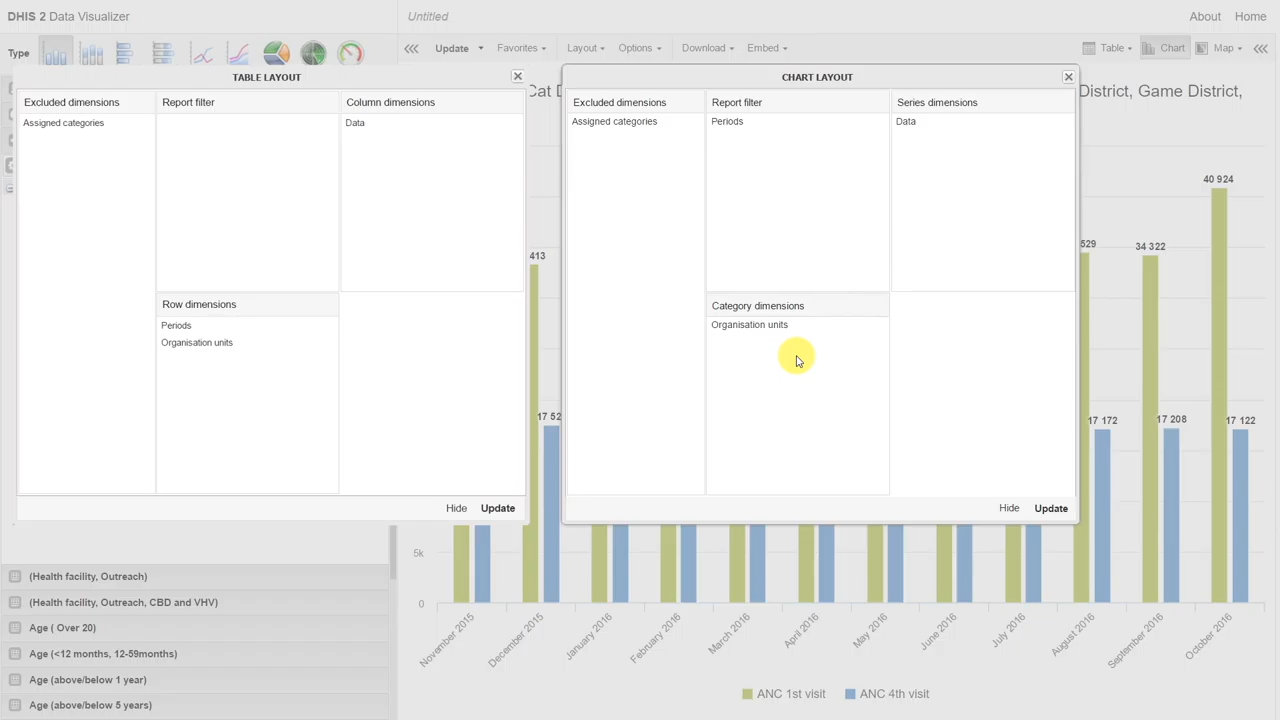 DHIS 2 Data Visualizer
Untitled
About
Home
Type
Update
Favorites
Layout
Options
Download
Embed
Table
Chart
Map
TABLE LAYOUT
Excluded dimensions
Report filter
Column dimensions
Assigned categories
Data
Row dimensions
Periods
Organisation units
Hide
Update
CHART LAYOUT
Excluded dimensions
Report filter
Series dimensions
Assigned categories
Periods
Data
Category dimensions
Organisation units
Hide
Update
Cat
District, Game District,
413
17 52
529
17 172
34 322
17 208
40 924
17 122
5k
0
November 2015
December 2015
January 2016
February 2016
March 2016
April 2016
May 2016
June 2016
July 2016
August 2016
September 2016
October 2016
ANC 1st visit
ANC 4th visit
(Health facility, Outreach)
(Health facility, Outreach, CBD and VHV)
Age ( Over 20)
Age (<12 months, 12-59months)
Age (above/below 1 year)
Age (above/below 5 years)